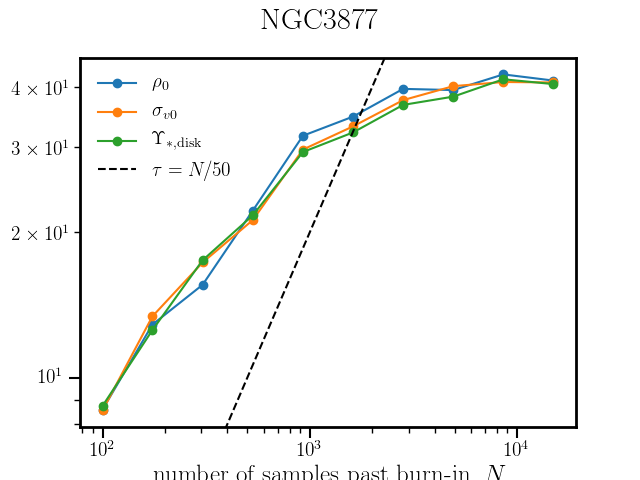 NGC3877
4 × 10¹
3 × 10¹
2 × 10¹
10¹
ρ₀
σᵥ₀
Υ∗,disk
τ = N/50
10² 10³ 10⁴
number of samples past burn-in, N